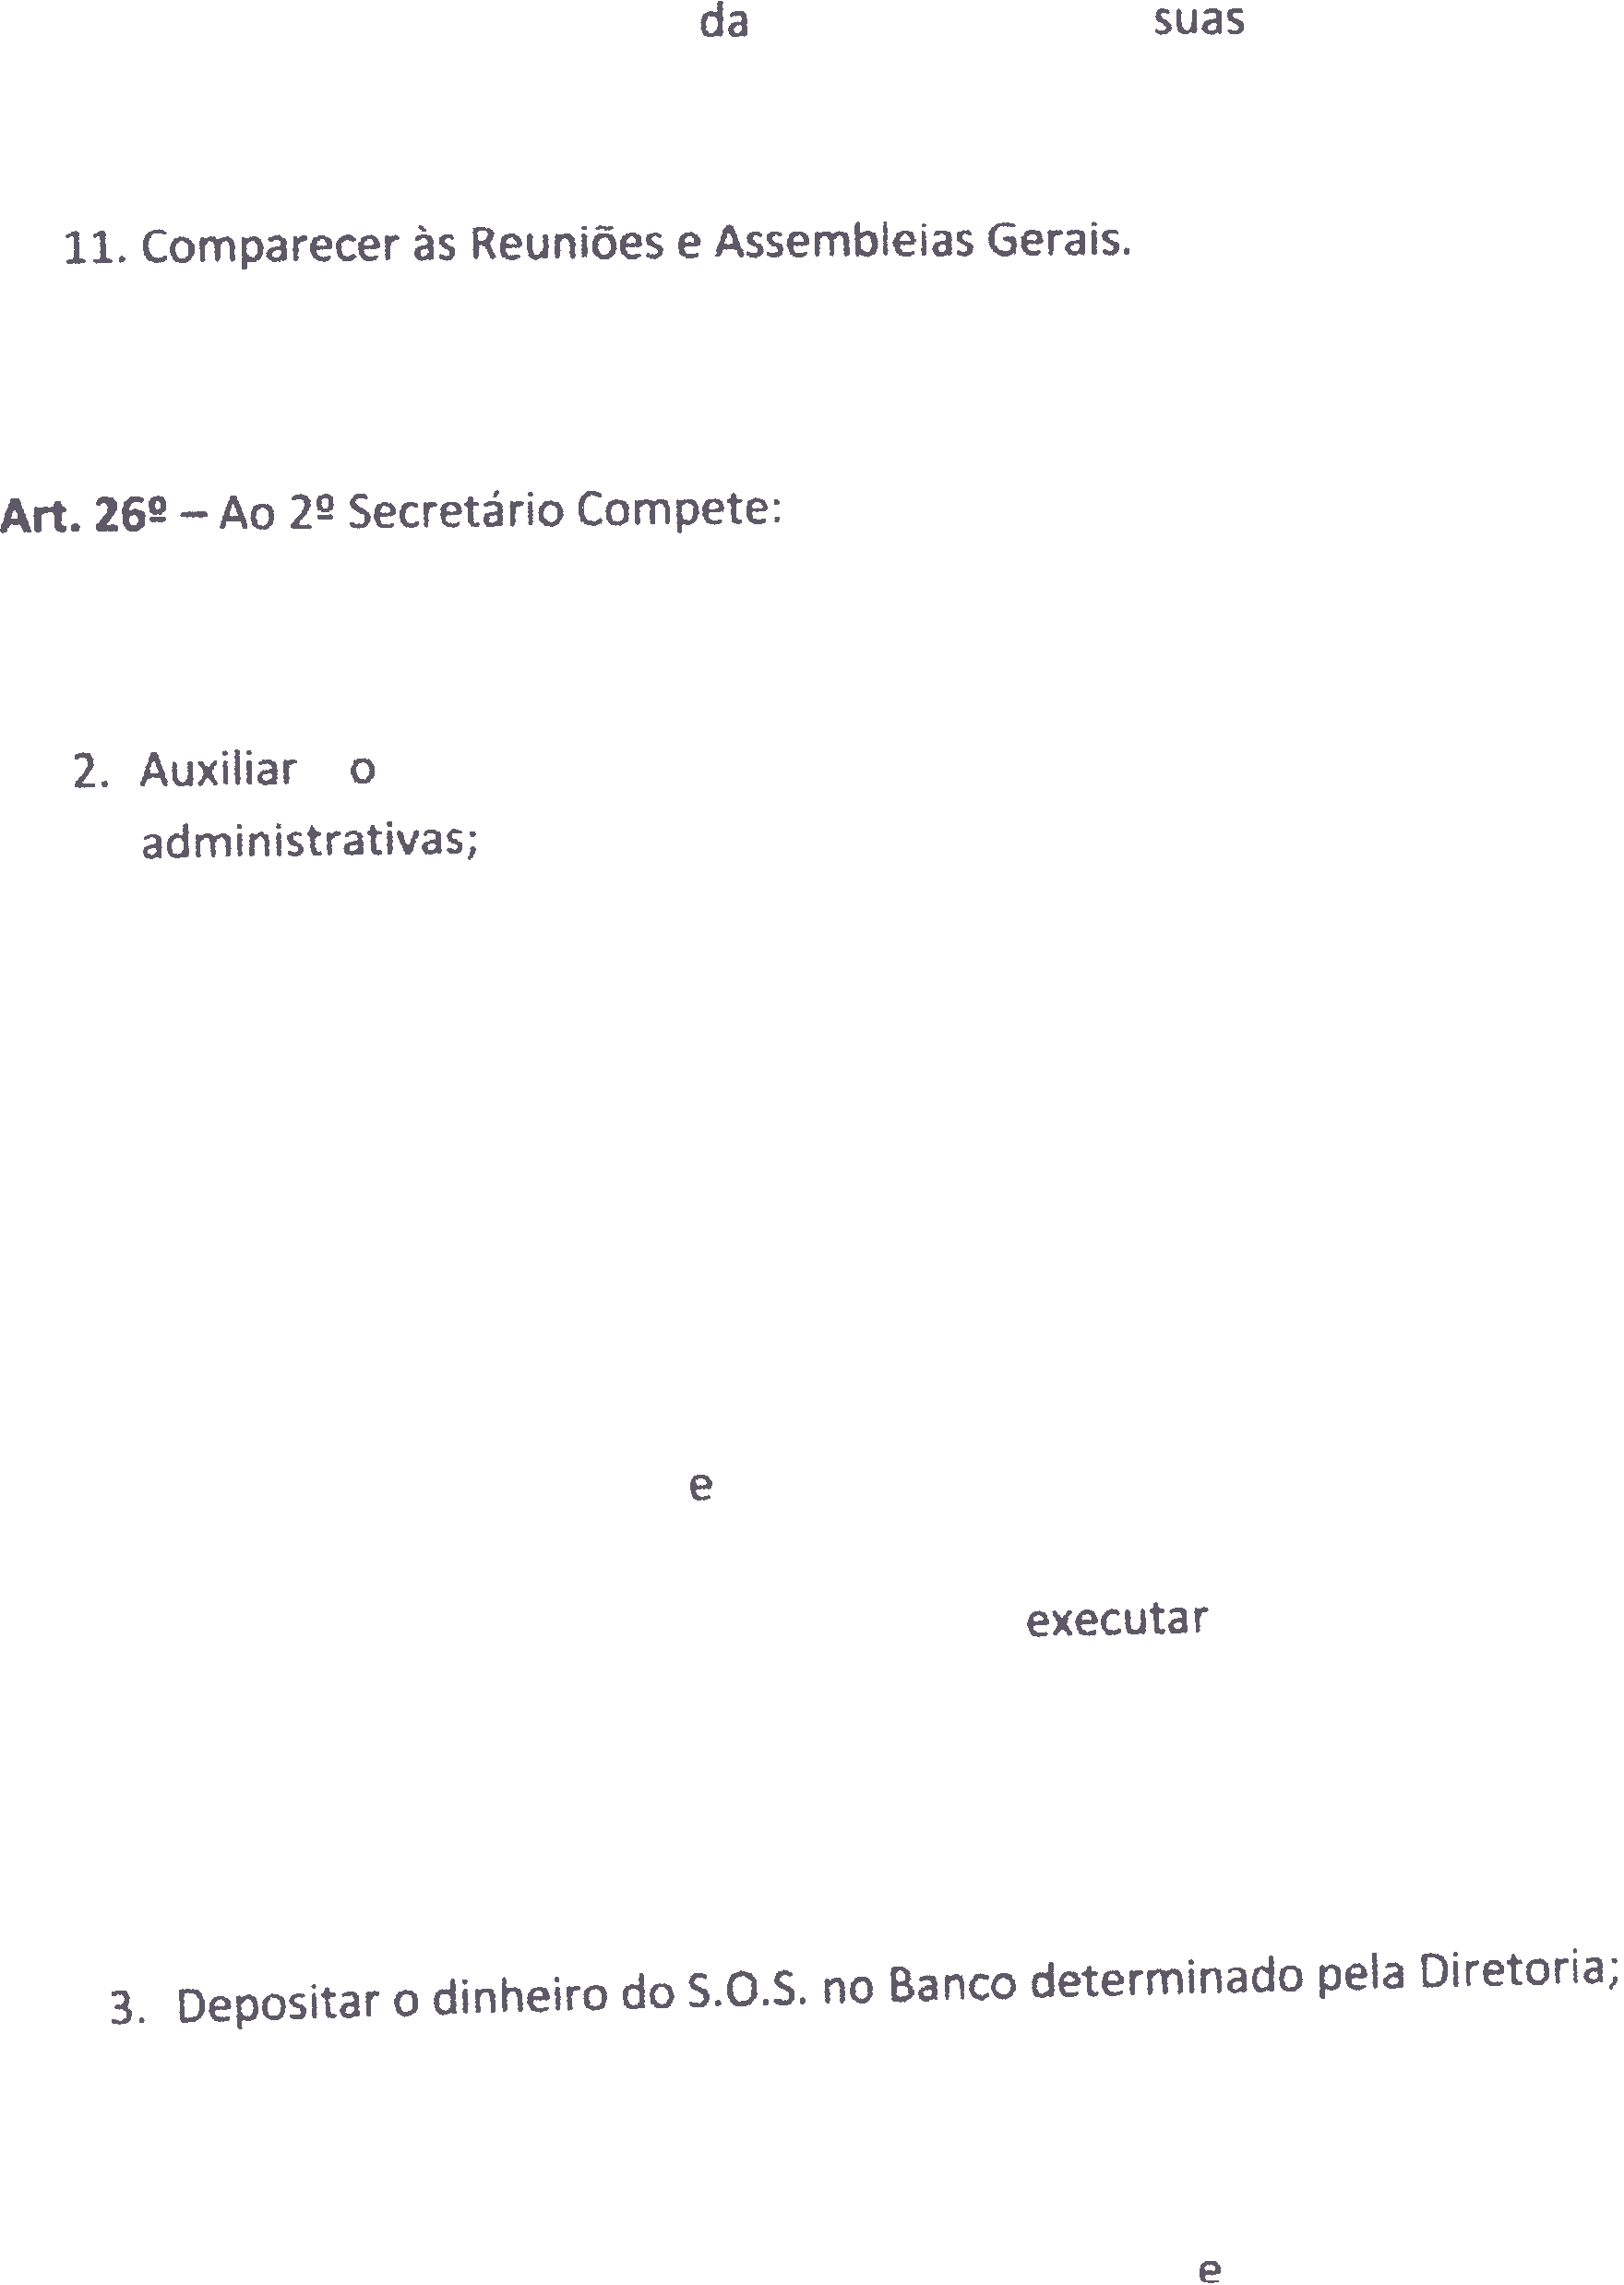 da suas
11. Comparecer às Reuniões e Assembleias Gerais.
Art. 26º – Ao 2º Secretário Compete:
2. Auxiliar o
administrativas;
e
executar
3. Depositar o dinheiro do S.O.S. no Banco determinado pela Diretoria;
e